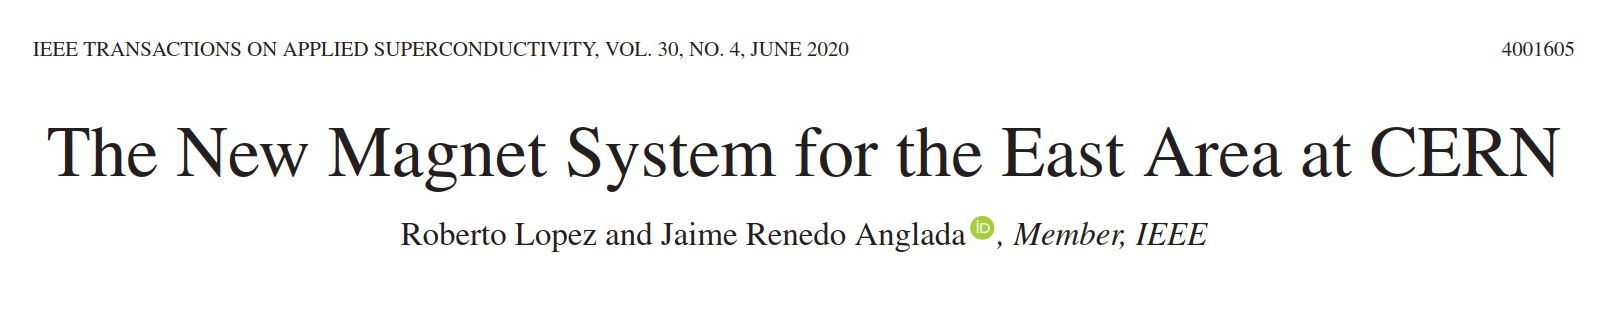 IEEE TRANSACTIONS ON APPLIED SUPERCONDUCTIVITY, VOL. 30, NO. 4, JUNE 2020 4001605
The New Magnet System for the East Area at CERN
Roberto Lopez and Jaime Renedo Anglada iD, Member, IEEE